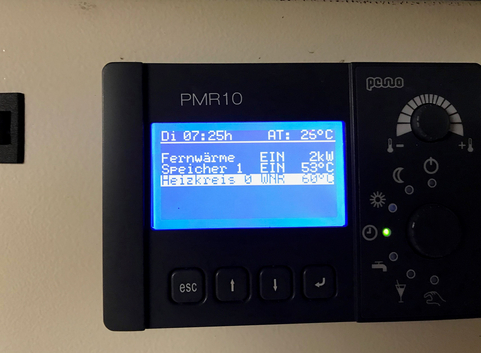 PMR10
Di 07:25h AT: 26°C
Fernwärme EIN 2kW
Speicher 1 EIN 53°C
Heizkreis 0 WNR 60°C
esc